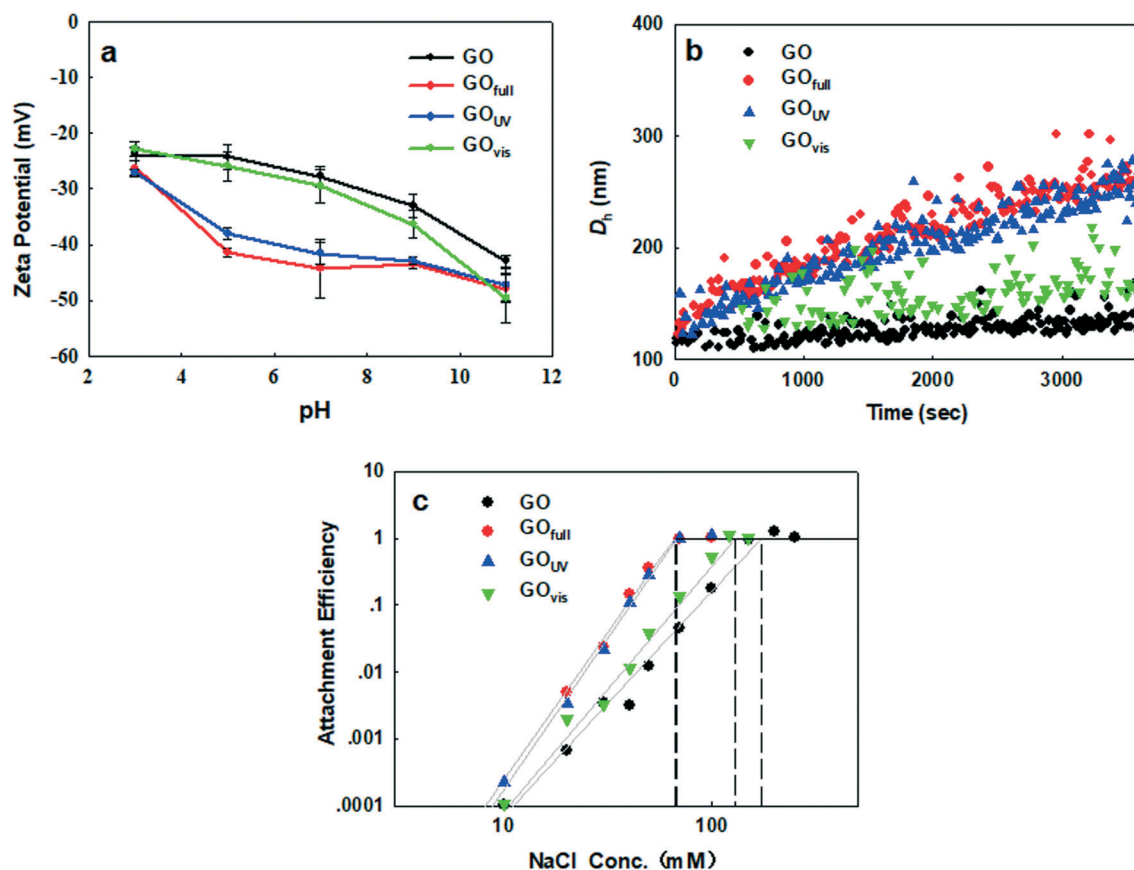 a
GO
GOfull
GOUV
GOvis
0
-10
-20
-30
-40
-50
-60
Zeta Potential (mV)
2 4 6 8 10 12
pH
b
GO
GOfull
GOUV
GOvis
400
300
200
100
Dh (nm)
0 1000 2000 3000
Time (sec)
c
GO
GOfull
GOUV
GOvis
10
1
.1
.01
.001
.0001
Attachment Efficiency
10 100
NaCl Conc. (mM)